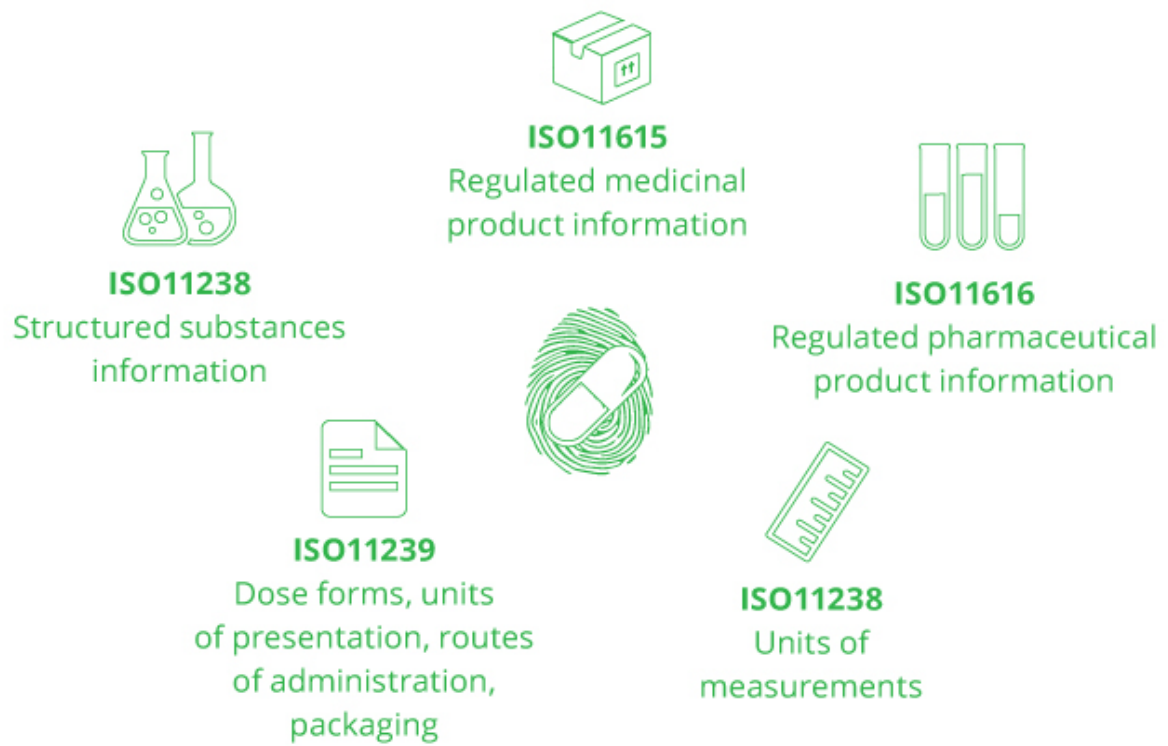 ISO11615
Regulated medicinal
product information
ISO11238
Structured substances
information
ISO11616
Regulated pharmaceutical
product information
ISO11239
Dose forms, units
of presentation, routes
of administration,
packaging
ISO11238
Units of
measurements